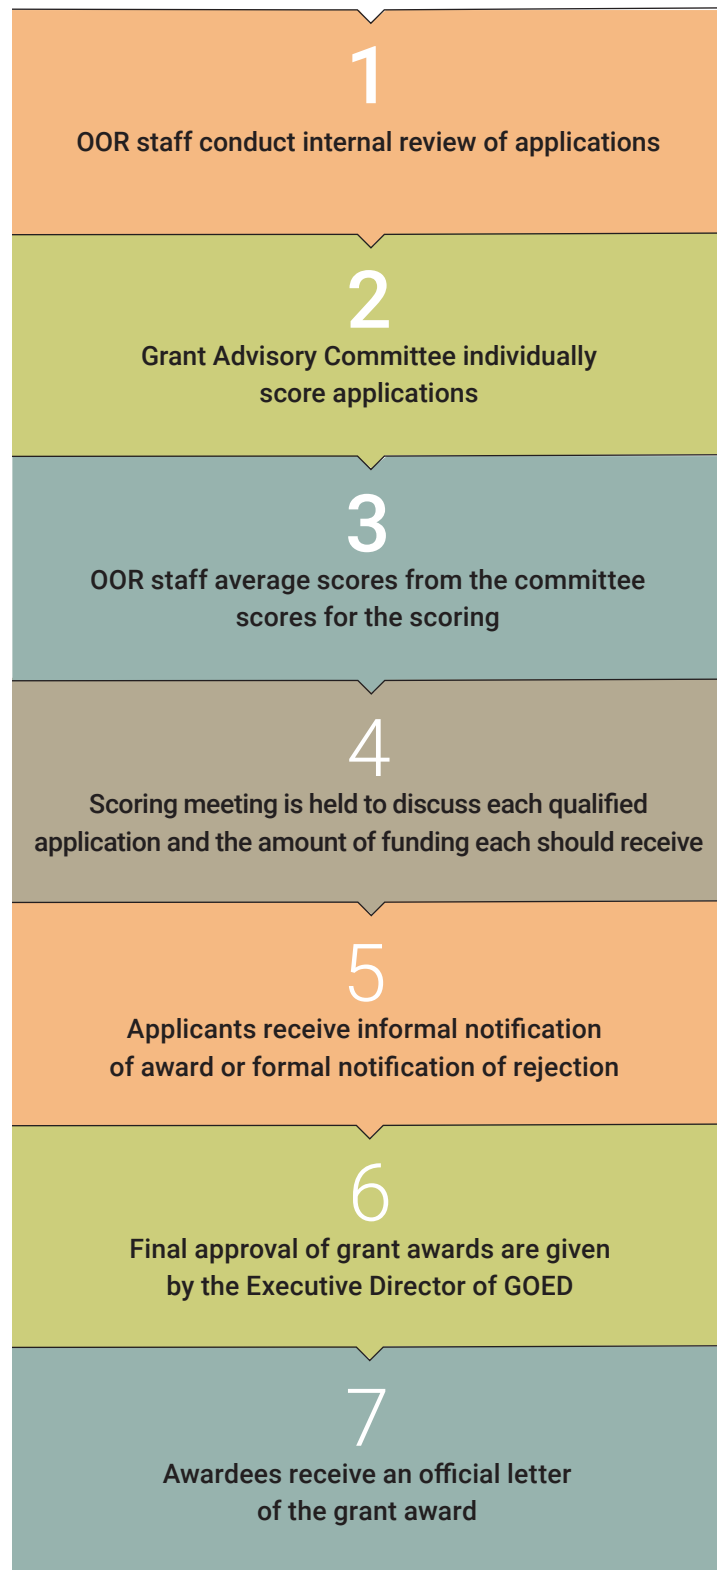 1
OOR staff conduct internal review of applications
2
Grant Advisory Committee individually
score applications
3
OOR staff average scores from the committee
scores for the scoring
4
Scoring meeting is held to discuss each qualified
application and the amount of funding each should receive
5
Applicants receive informal notification
of award or formal notification of rejection
6
Final approval of grant awards are given
by the Executive Director of GOED
7
Awardees receive an official letter
of the grant award